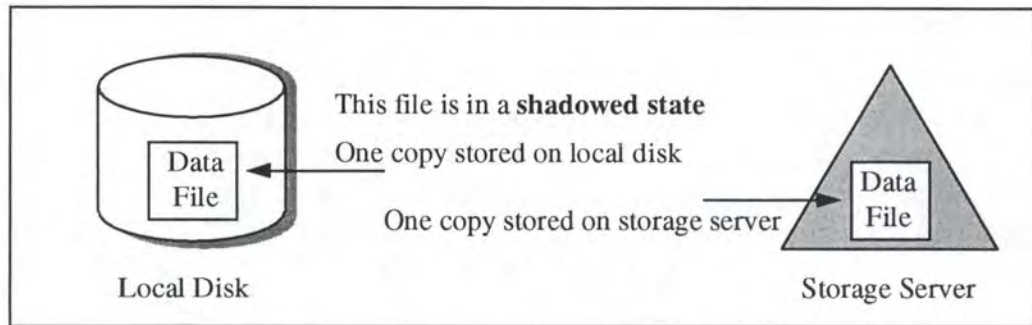 This file is in a shadowed state
One copy stored on local disk
One copy stored on storage server
Data
File
Data
File
Local Disk
Storage Server